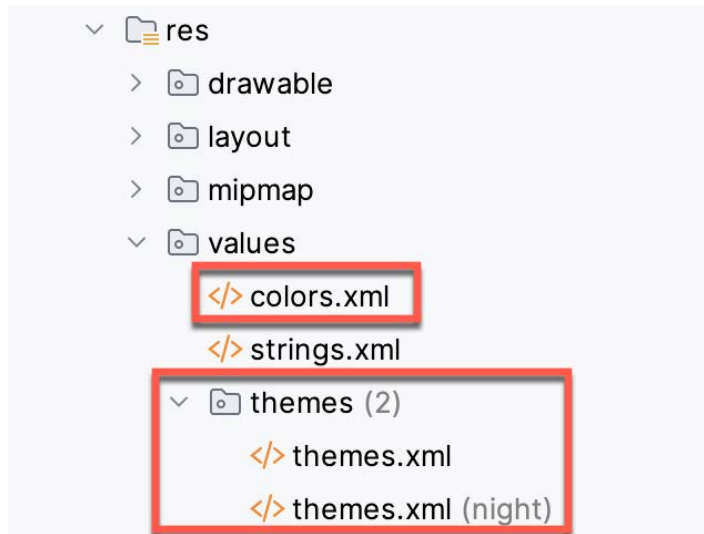 res
drawable
layout
mipmap
values
</> colors.xml
</> strings.xml
themes (2)
</> themes.xml
</> themes.xml (night)